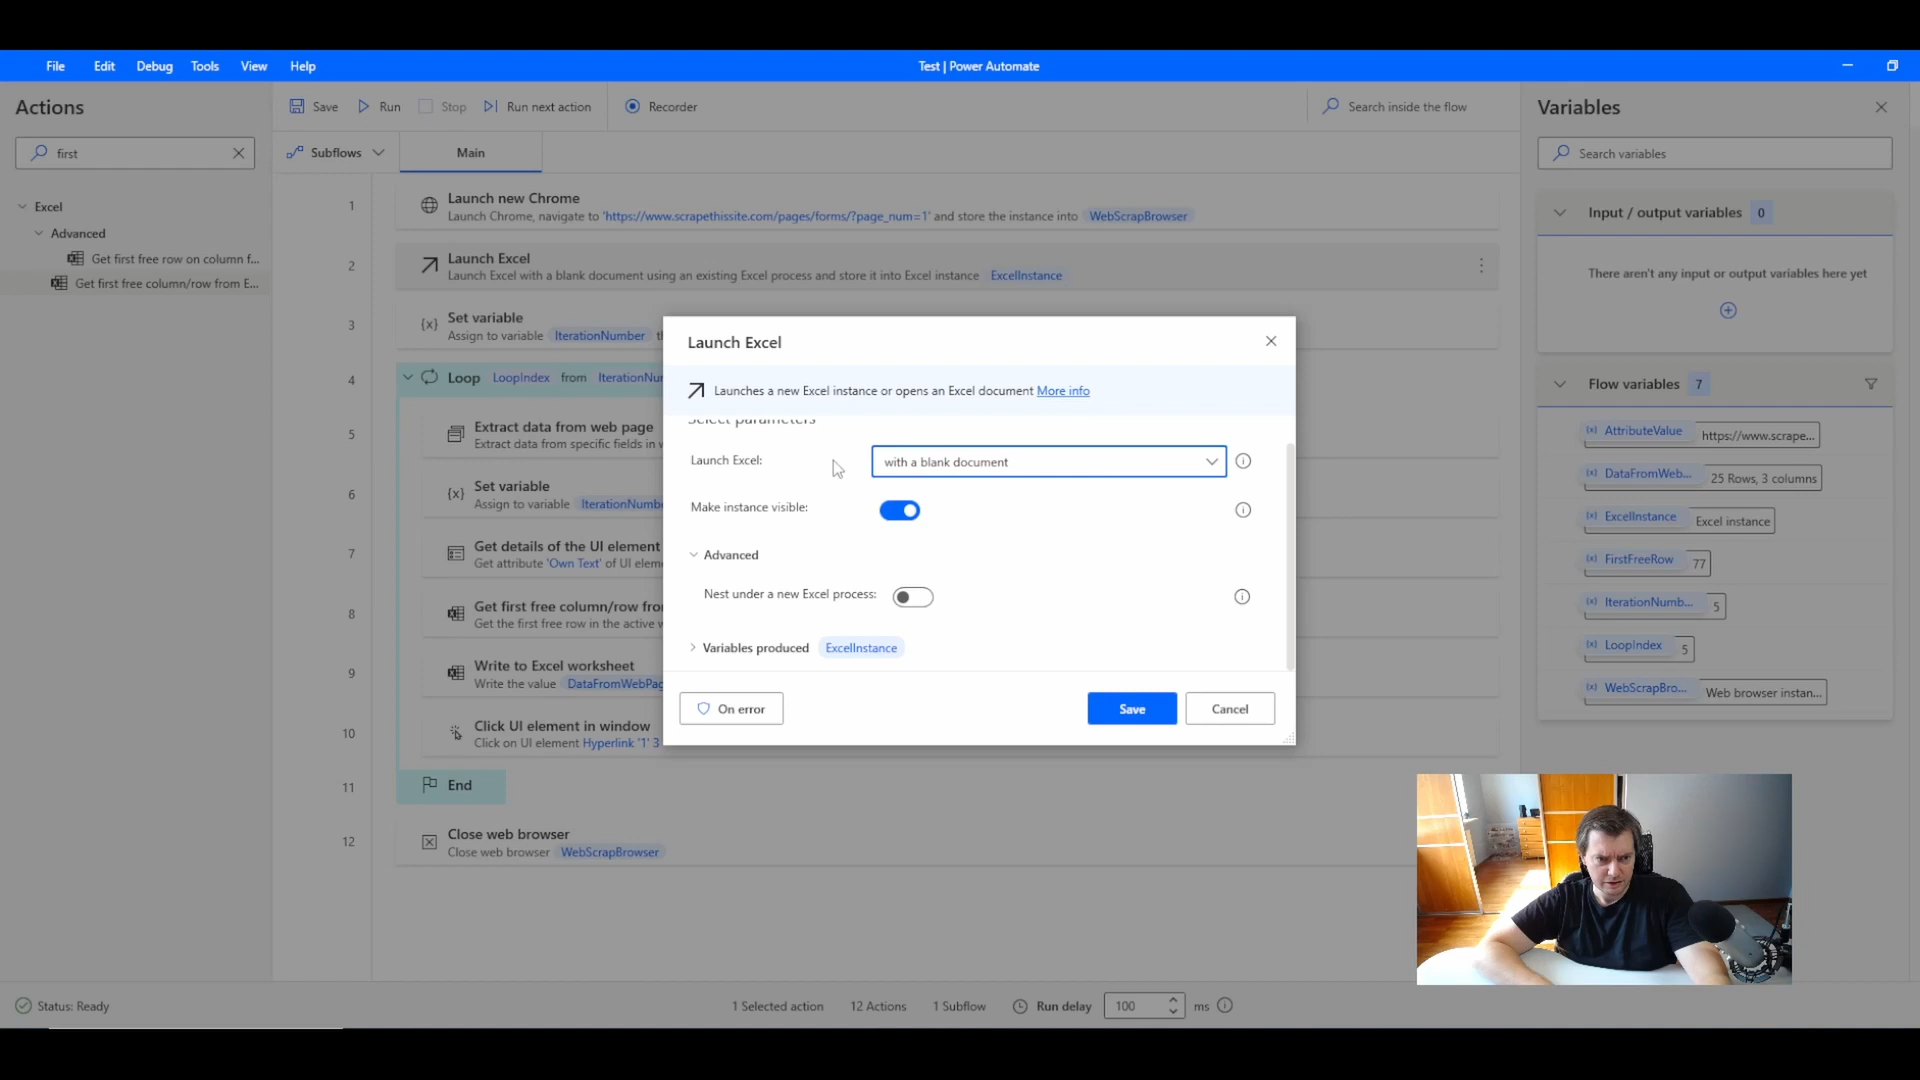 File Edit Debug Tools View Help
Test | Power Automate
Actions
first
Excel
Advanced
Get first free row on column f...
Get first free column/row from E...
Save Run Stop Run next action Recorder
Search inside the flow
Subflows
Main
1
Launch new Chrome
Launch Chrome, navigate to 'https://www.scrapethissite.com/pages/forms/?page_num=1' and store the instance into WebScrapBrowser
2
Launch Excel
Launch Excel with a blank document using an existing Excel process and store it into Excel instance ExcelInstance
3
{x} Set variable
Assign to variable IterationNumber
4
Loop LoopIndex from
5
Extract data from web page
Extract data from specific fields in
6
{x} Set variable
Assign to variable
7
Get details of the UI element
Get attribute 'Own Text' of UI
8
Get first free column/row
Get the first free row in the active
9
Write to Excel worksheet
Write the value
10
Click UI element in window
Click on UI element Hyperlink '1' 3
11
End
12
Close web browser
Close web browser WebScrapBrowser
Launch Excel
Launches a new Excel instance or opens an Excel document More info
Select parameters
Launch Excel:
with a blank document
Make instance visible:
Advanced
Nest under a new Excel process:
Variables produced ExcelInstance
On error
Save
Cancel
Variables
Search variables
Input / output variables 0
There aren't any input or output variables here yet
Flow variables 7
AttributeValue https://www.scrape...
DataFromWeb... 25 Rows, 3 columns
ExcelInstance Excel instance
FirstFreeRow 77
IterationNumb... 5
LoopIndex 5
WebScrapBro... Web browser instan...
Status: Ready
1 Selected action
12 Actions
1 Subflow
Run delay
100
ms